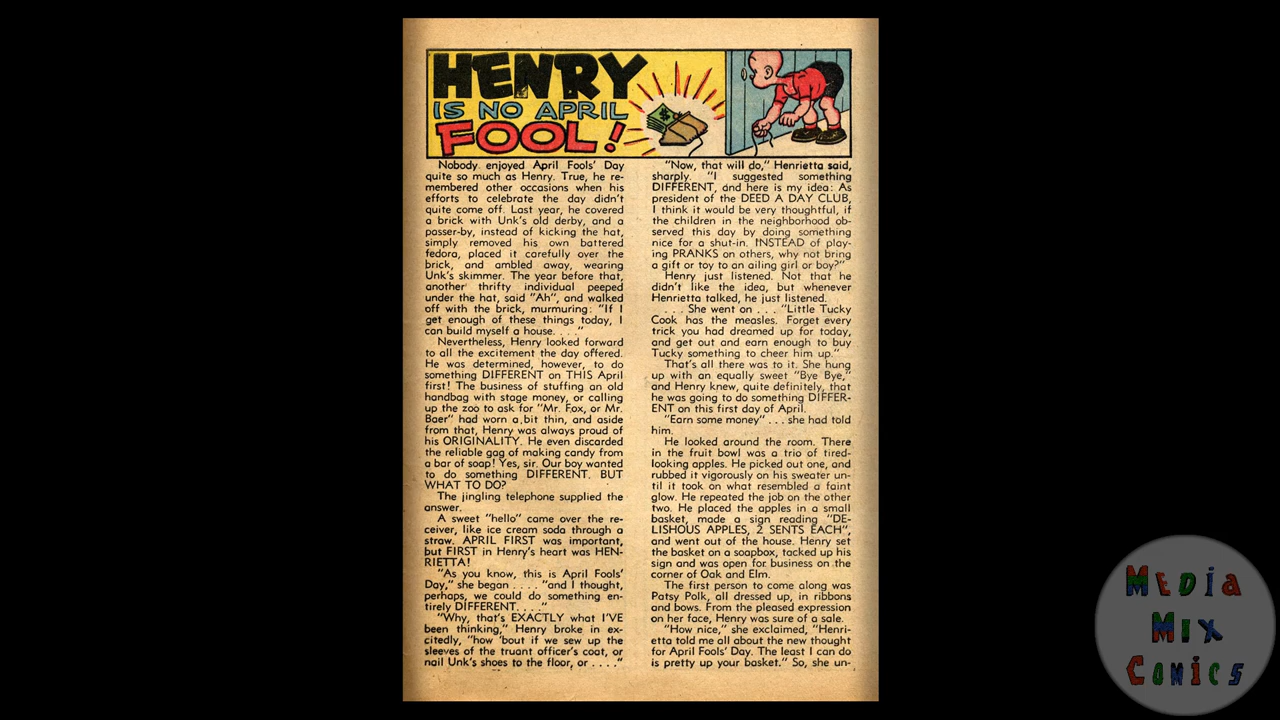 HENRY
IS NO APRIL
FOOL!
Nobody enjoyed April Fools' Day
quite so much as Henry. True, he re-
membered other occasions when his
efforts to celebrate the day didn't
quite come off. Last year, he covered
a brick with Unk's old derby, and a
passer-by, instead of kicking the hat,
simply removed his own battered
fedora, placed it carefully over the
brick, and ambled away, wearing
Unk's skimmer. The year before that,
another thrifty individual peeped
under the hat, said "Ah", and walked
off with the brick, murmuring: "If I
get enough of these things today, I
can build myself a house. . . ."
Nevertheless, Henry looked forward
to all the excitement the day offered.
He was determined, however, to do
something DIFFERENT on THIS April
first! The business of stuffing an old
handbag with stage money, or calling
up the zoo to ask for "Mr. Fox, or Mr.
Baer" had worn a bit thin, and aside
from that, Henry was always proud of
his ORIGINALITY. He even discarded
the reliable gag of making candy from
a bar of soap! Yes, sir. Our boy wanted
to do something DIFFERENT. BUT
WHAT TO DO?
The jingling telephone supplied the
answer.
A sweet "hello" came over the re-
ceiver, like ice cream soda through a
straw. APRIL FIRST was important,
but FIRST in Henry's heart was HEN-
RIETTA!
"As you know, this is April Fools'
Day," she began . . . . "and I thought,
perhaps, we could do something en-
tirely DIFFERENT. . . ."
"Why, that's EXACTLY what I'VE
been thinking," Henry broke in ex-
citedly, "how 'bout if we sew up the
sleeves of the truant officer's coat, or
nail Unk's shoes to the floor, or . . . ."
"Now, that will do," Henrietta said,
sharply. "I suggested something
DIFFERENT, and here is my idea: As
president of the DEED A DAY CLUB,
I think it would be very thoughtful, if
the children in the neighborhood ob-
served this day by doing something
nice for a shut-in. INSTEAD of play-
ing PRANKS on others, why not bring
a gift or toy to an ailing girl or boy?"
Henry just listened. Not that he
didn't like the idea, but whenever
Henrietta talked, he just listened.
. . . . She went on . . . "Little Tucky
Cook has the measles. Forget every
trick you had dreamed up for today,
and get out and earn enough to buy
Tucky something to cheer him up."
That's all there was to it. She hung
up with an equally sweet "Bye Bye,"
and Henry knew, quite definitely, that
he was going to do something DIFFER-
ENT on this first day of April.
"Earn some money" . . . she had told
him.
He looked around the room. There
in the fruit bowl was a trio of tired-
looking apples. He picked out one, and
rubbed it vigorously on his sweater un-
til it took on what resembled a faint
glow. He repeated the job on the other
two. He placed the apples in a small
basket, made a sign reading "DE-
LISHOUS APPLES, 2 SENTS EACH",
and went out of the house. Henry set
the basket on a soapbox, tacked up his
sign and was open for business on the
corner of Oak and Elm.
The first person to come along was
Patsy Polk, all dressed up, in ribbons
and bows. From the pleased expression
on her face, Henry was sure of a sale.
"How nice," she exclaimed, "Henri-
etta told me all about the new thought
for April Fools' Day. The least I can do
is pretty up your basket." So, she un-
MEDIA
MIX
COMICS